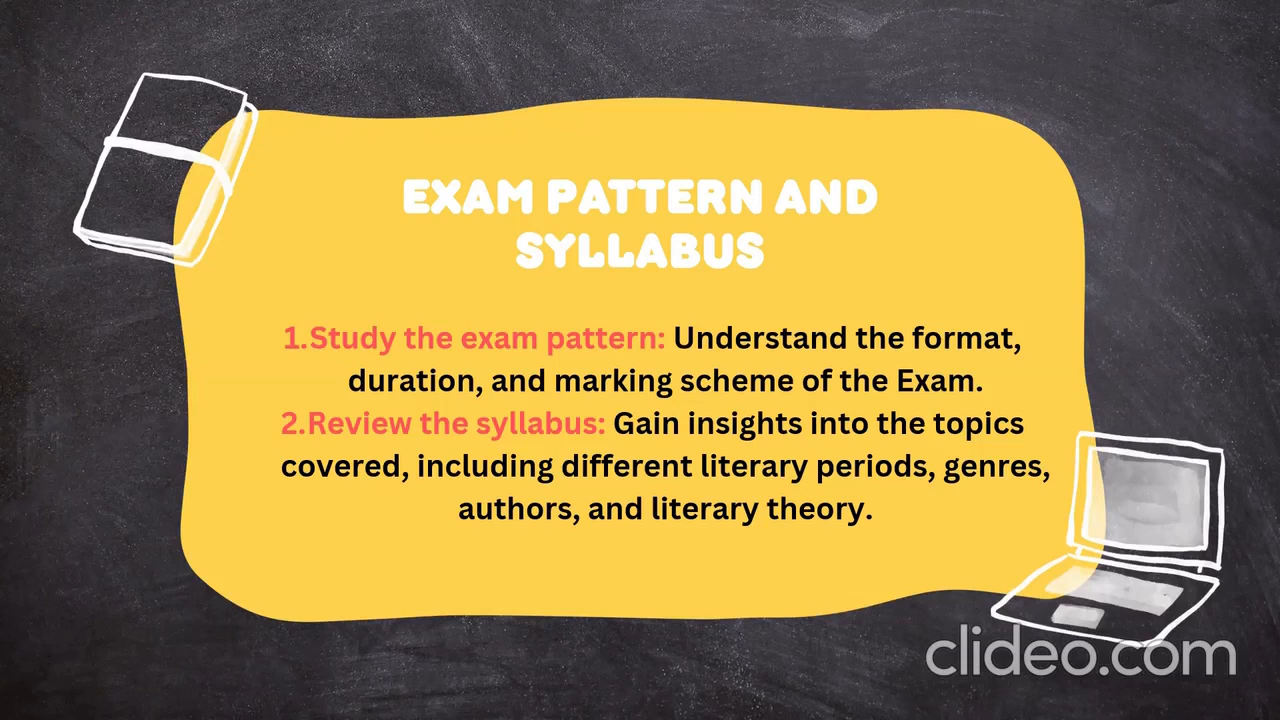 EXAM PATTERN AND
SYLLABUS
1.Study the exam pattern: Understand the format,
duration, and marking scheme of the Exam.
2.Review the syllabus: Gain insights into the topics
covered, including different literary periods, genres,
authors, and literary theory.
clideo.com